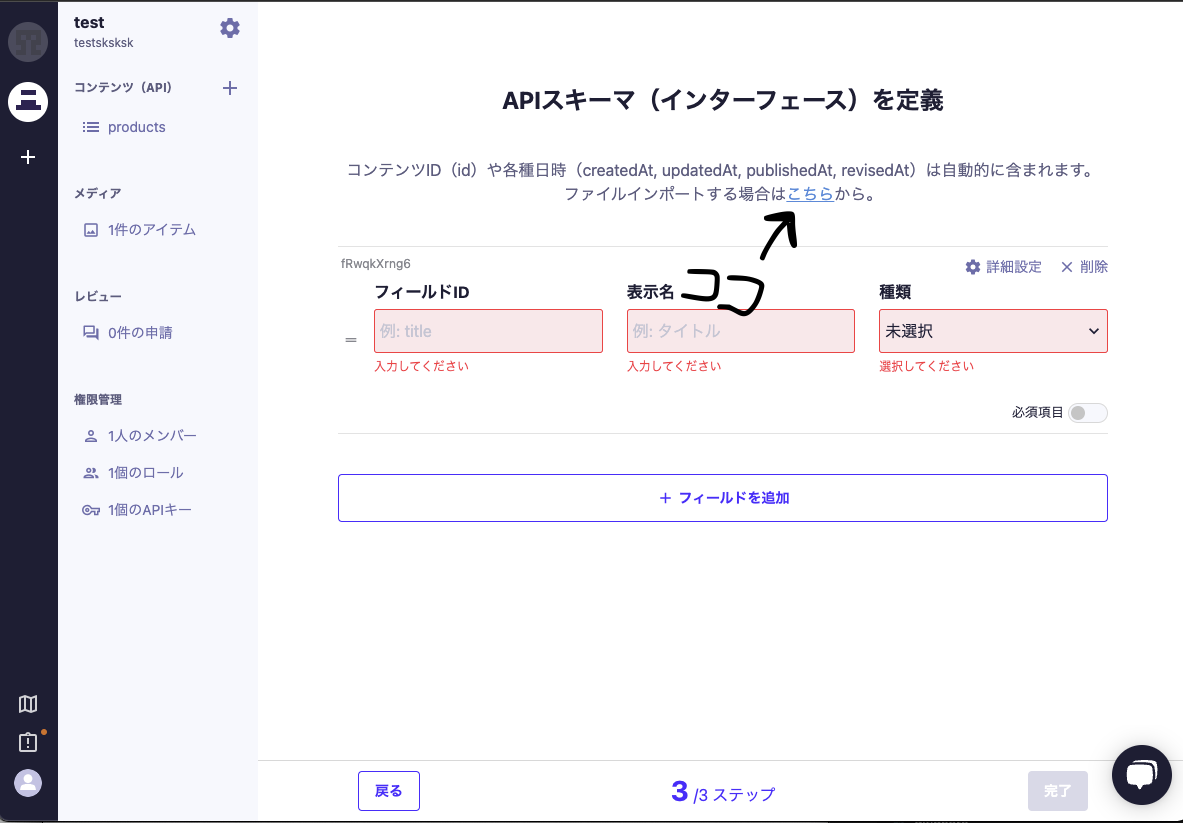 test
testsksksk
コンテンツ（API）
products
メディア
1件のアイテム
レビュー
0件の申請
権限管理
1人のメンバー
1個のロール
1個のAPIキー
APIスキーマ（インターフェース）を定義
コンテンツID（id）や各種日時（createdAt, updatedAt, publishedAt, revisedAt）は自動的に含まれます。
ファイルインポートする場合はこちらから。
ココ
fRwqkXrng6
詳細設定 削除
フィールドID 表示名 種類
例: title 例: タイトル 未選択
入力してください 入力してください 選択してください
必須項目
＋ フィールドを追加
戻る 3 /3 ステップ 完了